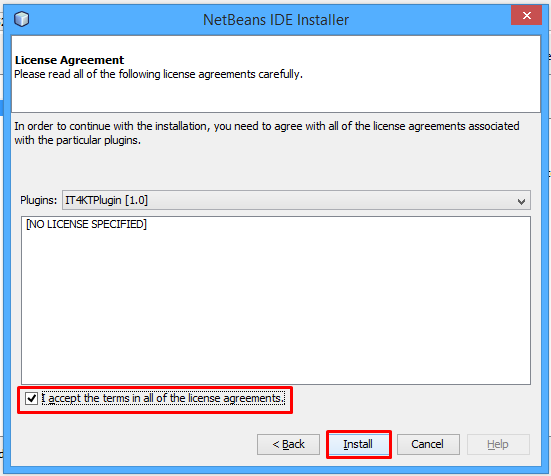 NetBeans IDE Installer
License Agreement
Please read all of the following license agreements carefully.
In order to continue with the installation, you need to agree with all of the license agreements associated
with the particular plugins.
Plugins: IT4KTPlugin [1.0]
[NO LICENSE SPECIFIED]
I accept the terms in all of the license agreements.
< Back Install Cancel Help